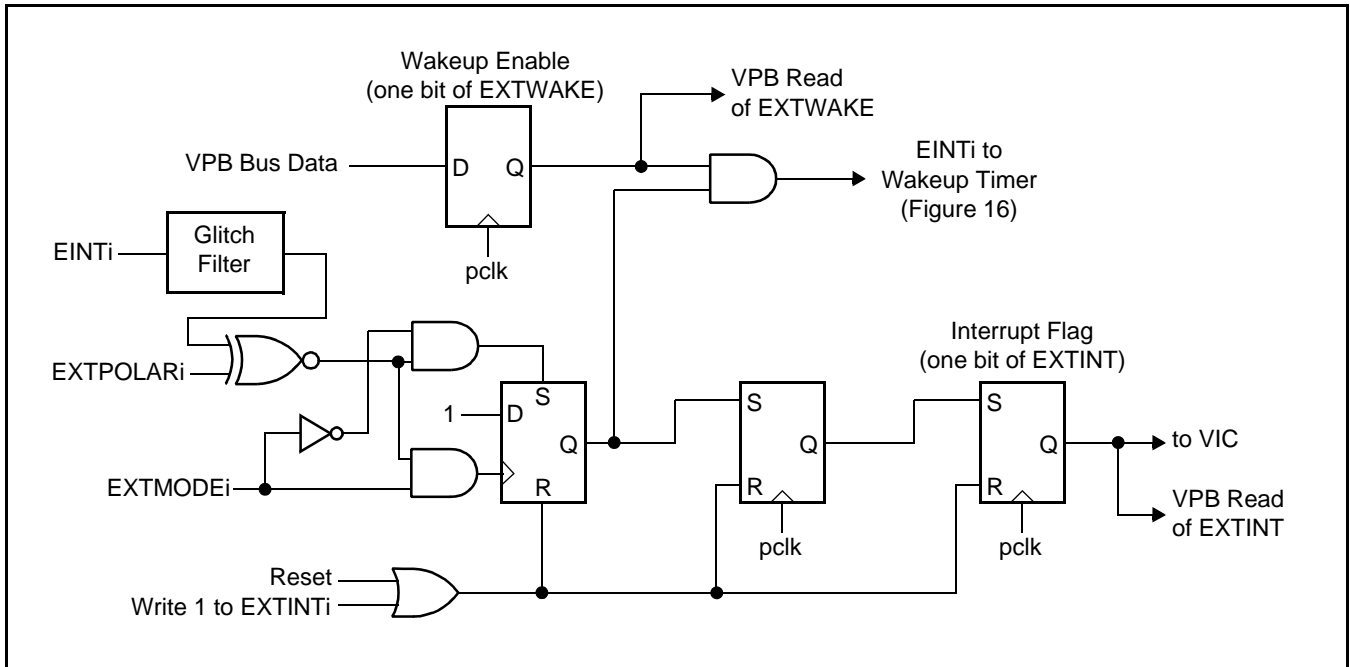 Wakeup Enable
(one bit of EXTWAKE)
VPB Read
of EXTWAKE
VPB Bus Data
D
Q
EINTi to
Wakeup Timer
(Figure 16)
pclk
EINTi
Glitch
Filter
EXTPOLARi
Interrupt Flag
(one bit of EXTINT)
1
D
S
Q
R
S
Q
R
S
Q
R
to VIC
EXTMODEi
VPB Read
of EXTINT
pclk
pclk
Reset
Write 1 to EXTINTi